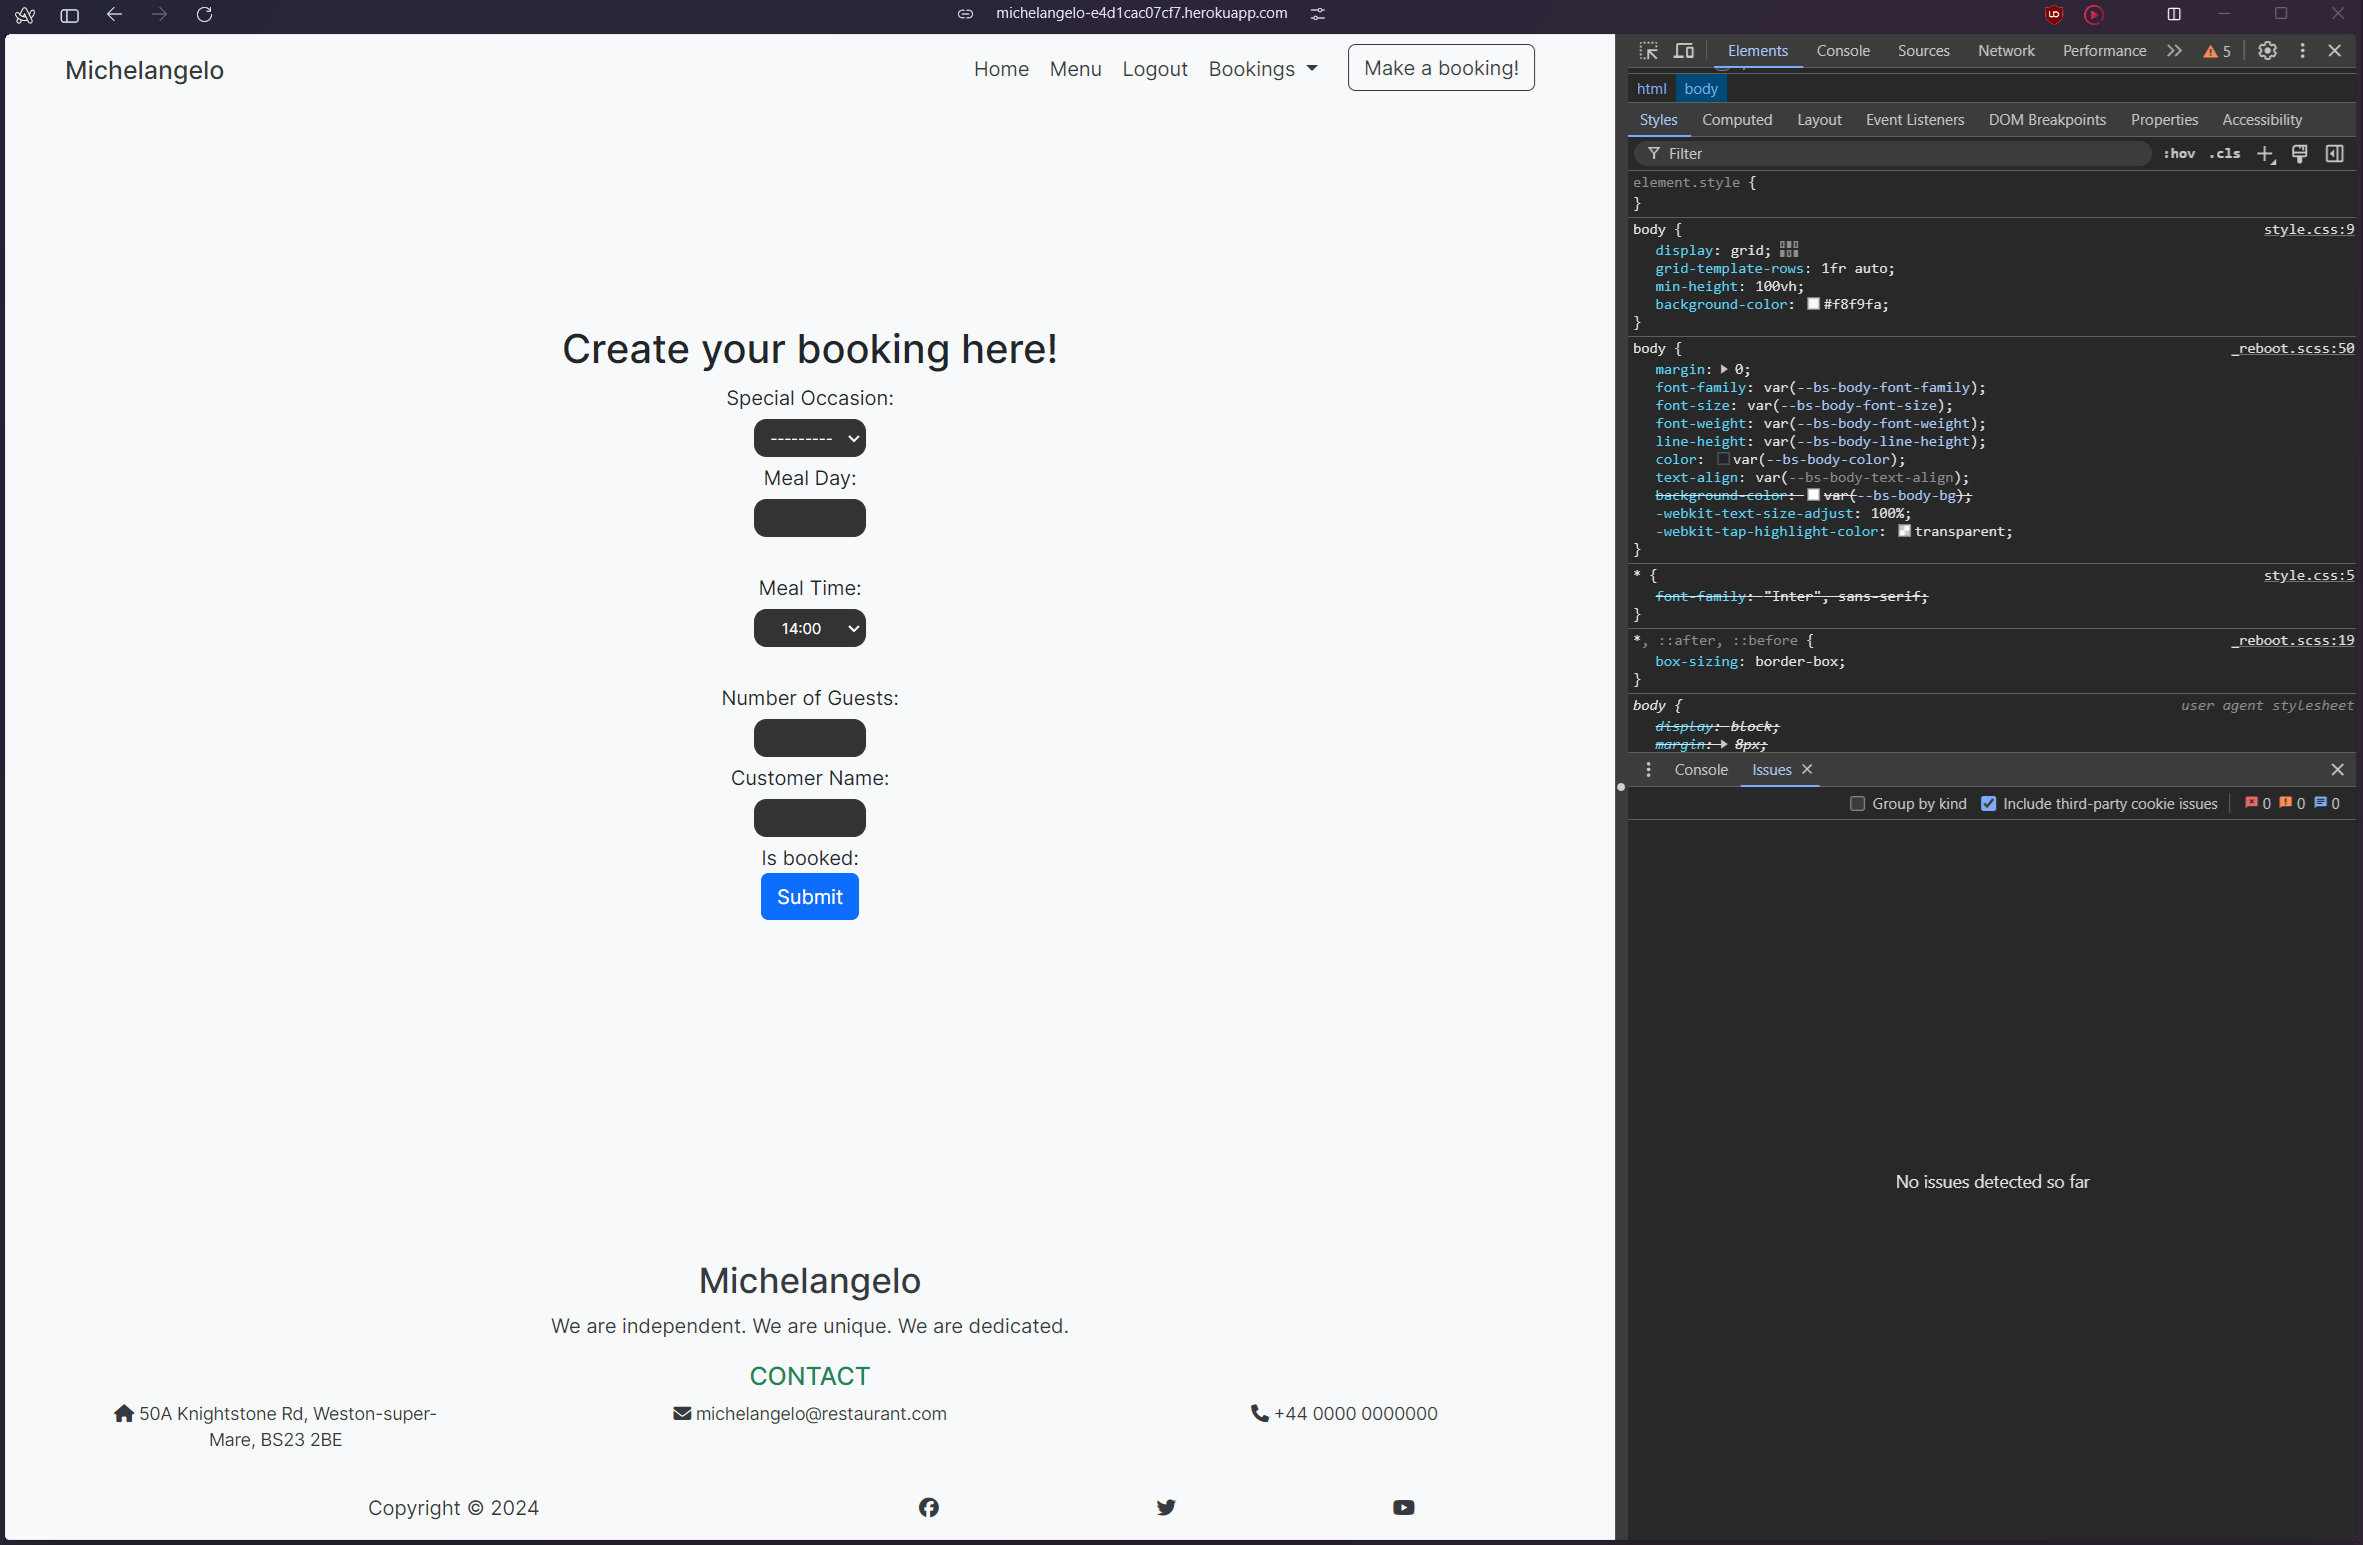 michelangelo-e4d1cac07cf7.herokuapp.com
Michelangelo
Home Menu Logout Bookings Make a booking!
Create your booking here!
Special Occasion:
---------
Meal Day:
Meal Time:
14:00
Number of Guests:
Customer Name:
Is booked:
Submit
Michelangelo
We are independent. We are unique. We are dedicated.
CONTACT
50A Knightstone Rd, Weston-super-
Mare, BS23 2BE
michelangelo@restaurant.com
+44 0000 0000000
Copyright © 2024
Elements Console Sources Network Performance 5
html body
Styles Computed Layout Event Listeners DOM Breakpoints Properties Accessibility
Filter :hov .cls
element.style {
}
body { style.css:9
display: grid;
grid-template-rows: 1fr auto;
min-height: 100vh;
background-color: #f8f9fa;
}
body { _reboot.scss:50
margin: 0;
font-family: var(--bs-body-font-family);
font-size: var(--bs-body-font-size);
font-weight: var(--bs-body-font-weight);
line-height: var(--bs-body-line-height);
color: var(--bs-body-color);
text-align: var(--bs-body-text-align);
background-color: var(--bs-body-bg);
-webkit-text-size-adjust: 100%;
-webkit-tap-highlight-color: transparent;
}
* { style.css:5
font-family: "Inter", sans-serif;
}
*, ::after, ::before { _reboot.scss:19
box-sizing: border-box;
}
body { user agent stylesheet
display: block;
margin: 8px;
Console Issues
Group by kind Include third-party cookie issues 0 0 0
No issues detected so far